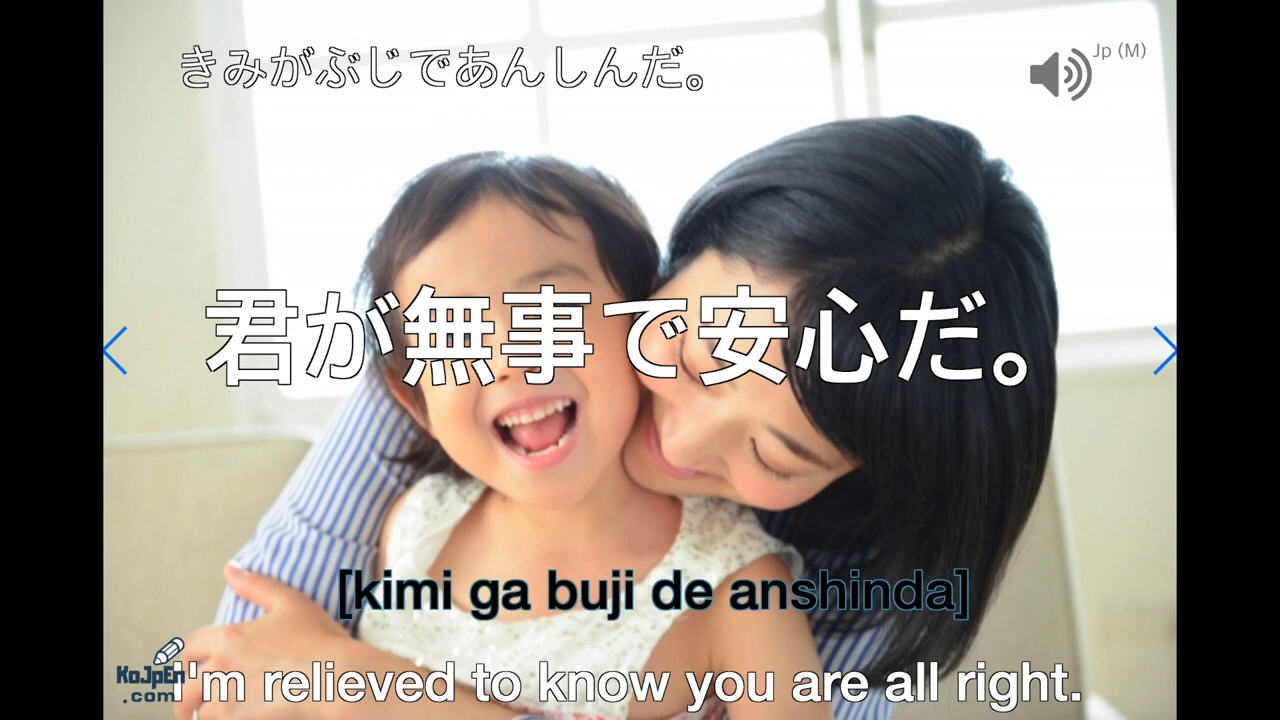 きみがぶじであんしんだ。
Jp (M)
君が無事で安心だ。
[kimi ga buji de anshinda]
I'm relieved to know you are all right.
KoJpEn
.com